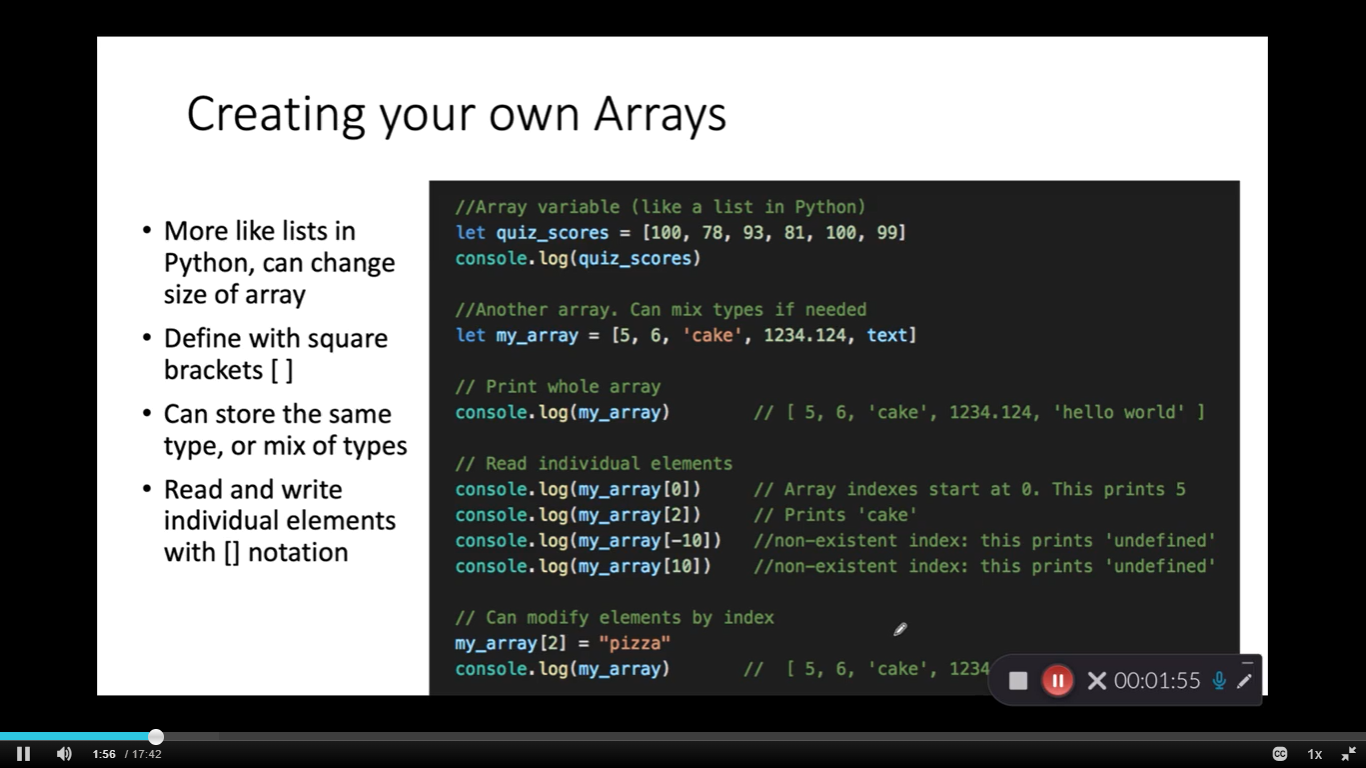 Creating your own Arrays
• More like lists in
Python, can change
size of array
• Define with square
brackets [ ]
• Can store the same
type, or mix of types
• Read and write
individual elements
with [] notation
//Array variable (like a list in Python)
let quiz_scores = [100, 78, 93, 81, 100, 99]
console.log(quiz_scores)
//Another array. Can mix types if needed
let my_array = [5, 6, 'cake', 1234.124, text]
// Print whole array
console.log(my_array) // [ 5, 6, 'cake', 1234.124, 'hello world' ]
// Read individual elements
console.log(my_array[0]) // Array indexes start at 0. This prints 5
console.log(my_array[2]) // Prints 'cake'
console.log(my_array[-10]) //non-existent index: this prints 'undefined'
console.log(my_array[10]) //non-existent index: this prints 'undefined'
// Can modify elements by index
my_array[2] = "pizza"
console.log(my_array) // [ 5, 6, 'cake', 1234
00:01:55
1:56 / 17:42
CC
1x